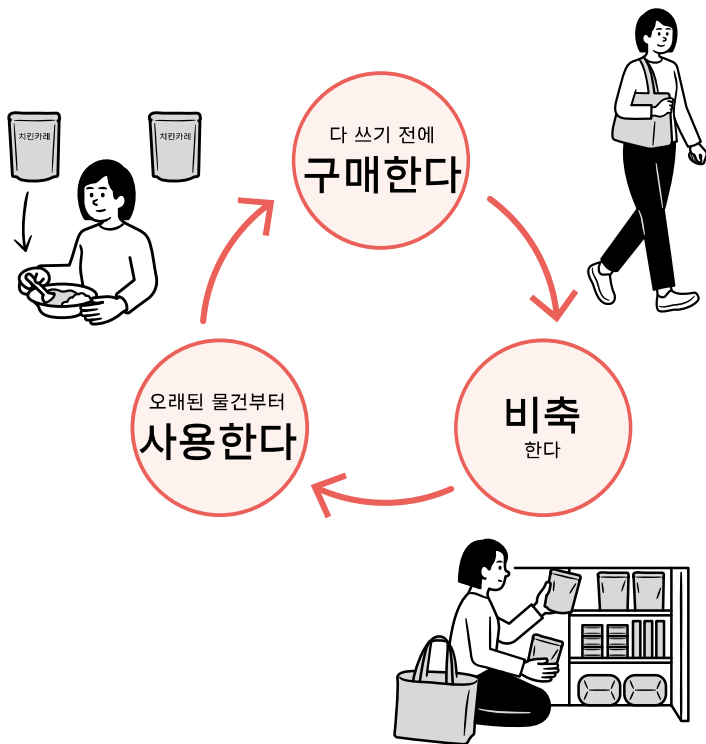 다 쓰기 전에
구매한다
치킨카레
치킨카레
오래된 물건부터
사용한다
비축
한다